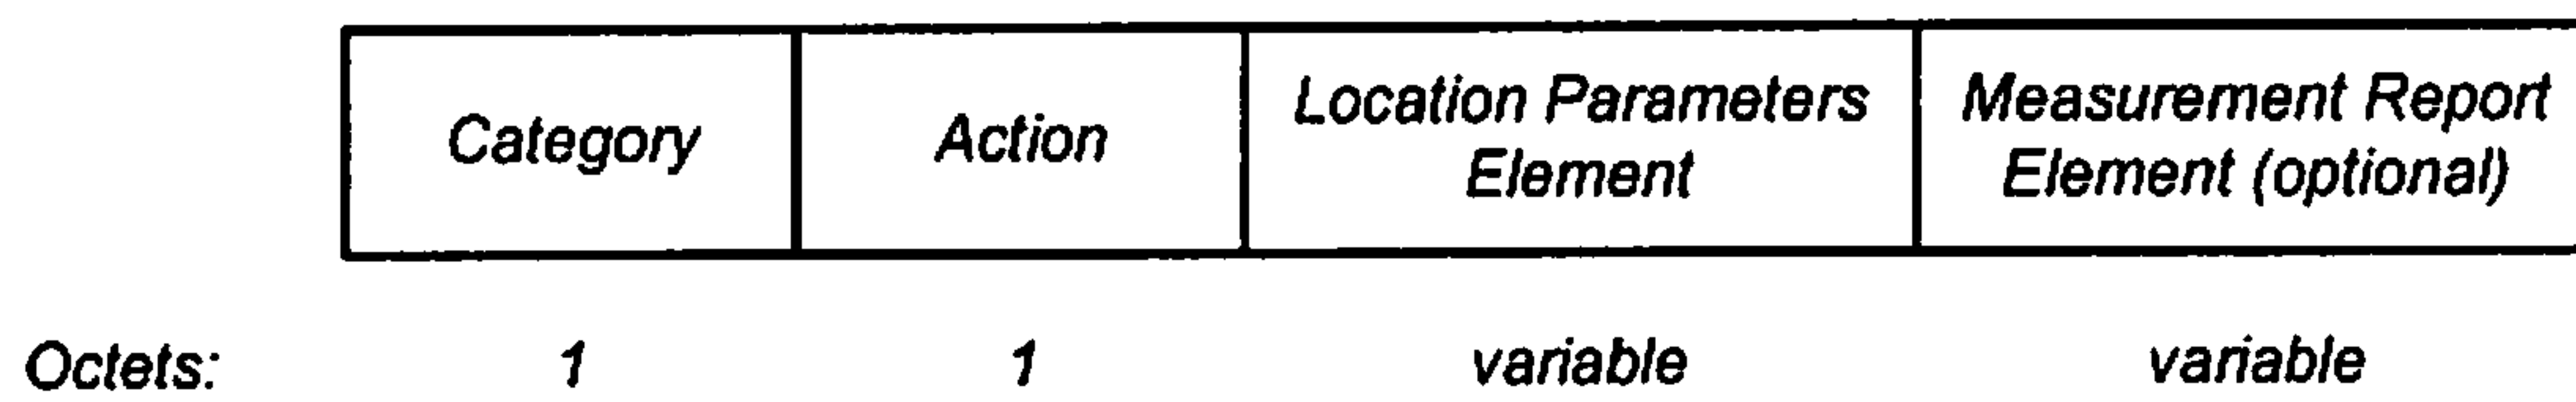 Category
Action
Location Parameters
Element
Measurement Report
Element (optional)
Octets: 1 1 variable variable